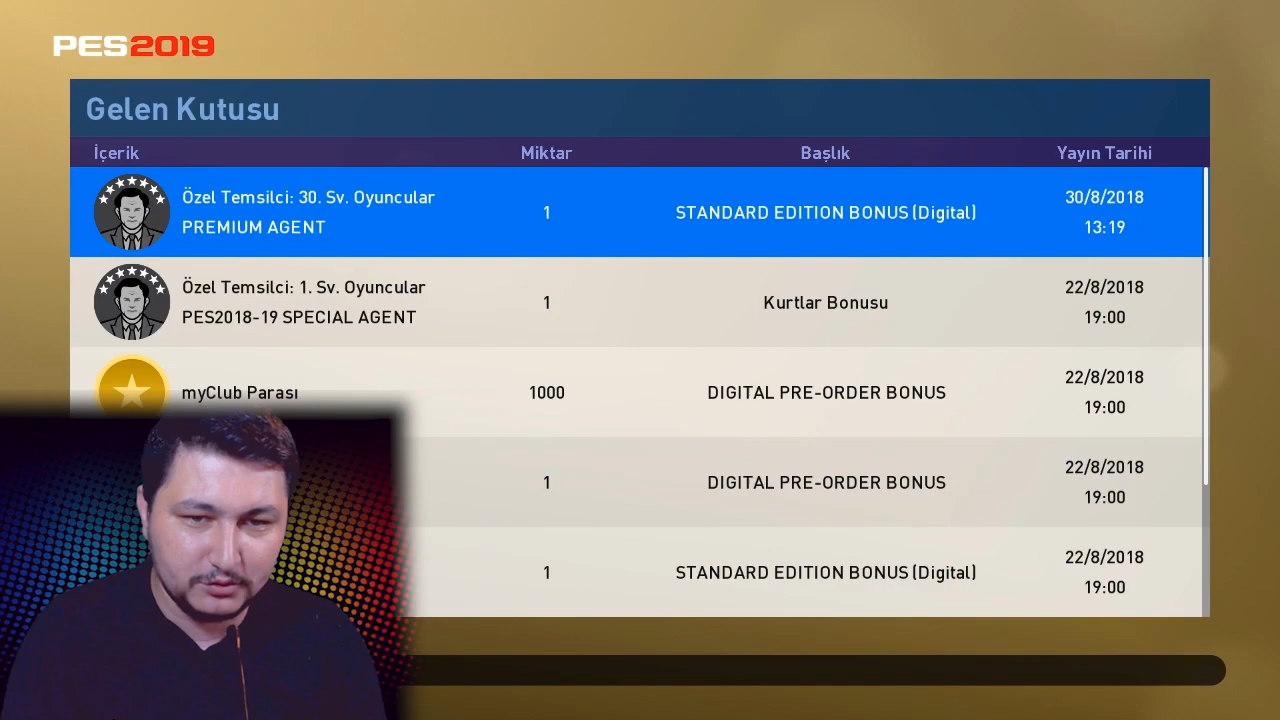 PES2019
Gelen Kutusu
İçerik Miktar Başlık Yayın Tarihi
Özel Temsilci: 30. Sv. Oyuncular
PREMIUM AGENT
1
STANDARD EDITION BONUS (Digital)
30/8/2018
13:19
Özel Temsilci: 1. Sv. Oyuncular
PES2018-19 SPECIAL AGENT
1
Kurtlar Bonusu
22/8/2018
19:00
myClub Parası
1000
DIGITAL PRE-ORDER BONUS
22/8/2018
19:00
1
DIGITAL PRE-ORDER BONUS
22/8/2018
19:00
1
STANDARD EDITION BONUS (Digital)
22/8/2018
19:00